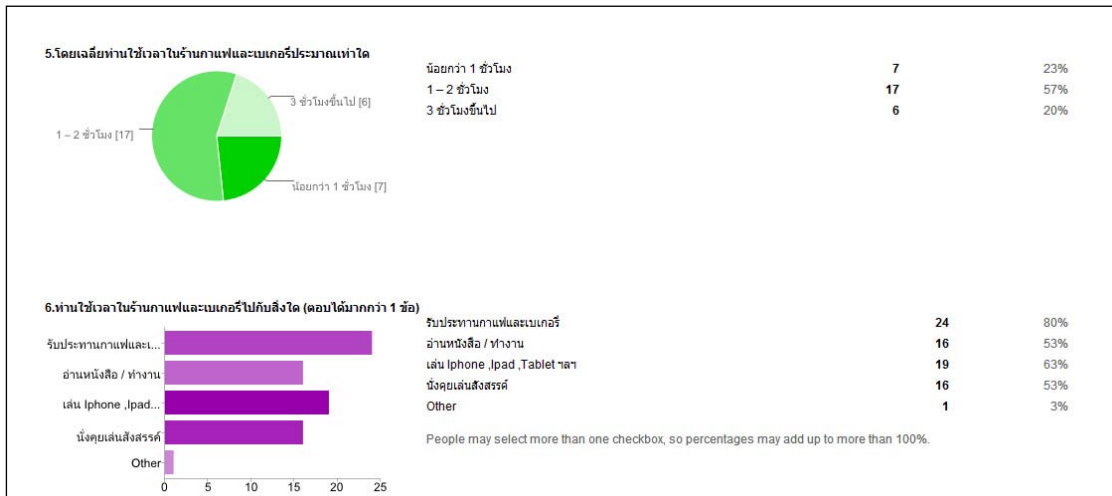 5.โดยเฉลี่ยท่านใช้เวลาในร้านกาแฟและเบเกอรี่ประมาณเท่าใด
3 ชั่วโมงขึ้นไป [6]
1 – 2 ชั่วโมง [17]
น้อยกว่า 1 ชั่วโมง [7]
น้อยกว่า 1 ชั่วโมง 7 23%
1 – 2 ชั่วโมง 17 57%
3 ชั่วโมงขึ้นไป 6 20%
6.ท่านใช้เวลาในร้านกาแฟและเบเกอรี่ไปกับสิ่งใด (ตอบได้มากกว่า 1 ข้อ)
รับประทานกาแฟและเ...
อ่านหนังสือ / ทำงาน
เล่น Iphone ,Ipad...
นั่งคุยเล่นสังสรรค์
Other
0 5 10 15 20 25
รับประทานกาแฟและเบเกอรี่ 24 80%
อ่านหนังสือ / ทำงาน 16 53%
เล่น Iphone ,Ipad ,Tablet ฯลฯ 19 63%
นั่งคุยเล่นสังสรรค์ 16 53%
Other 1 3%
People may select more than one checkbox, so percentages may add up to more than 100%.